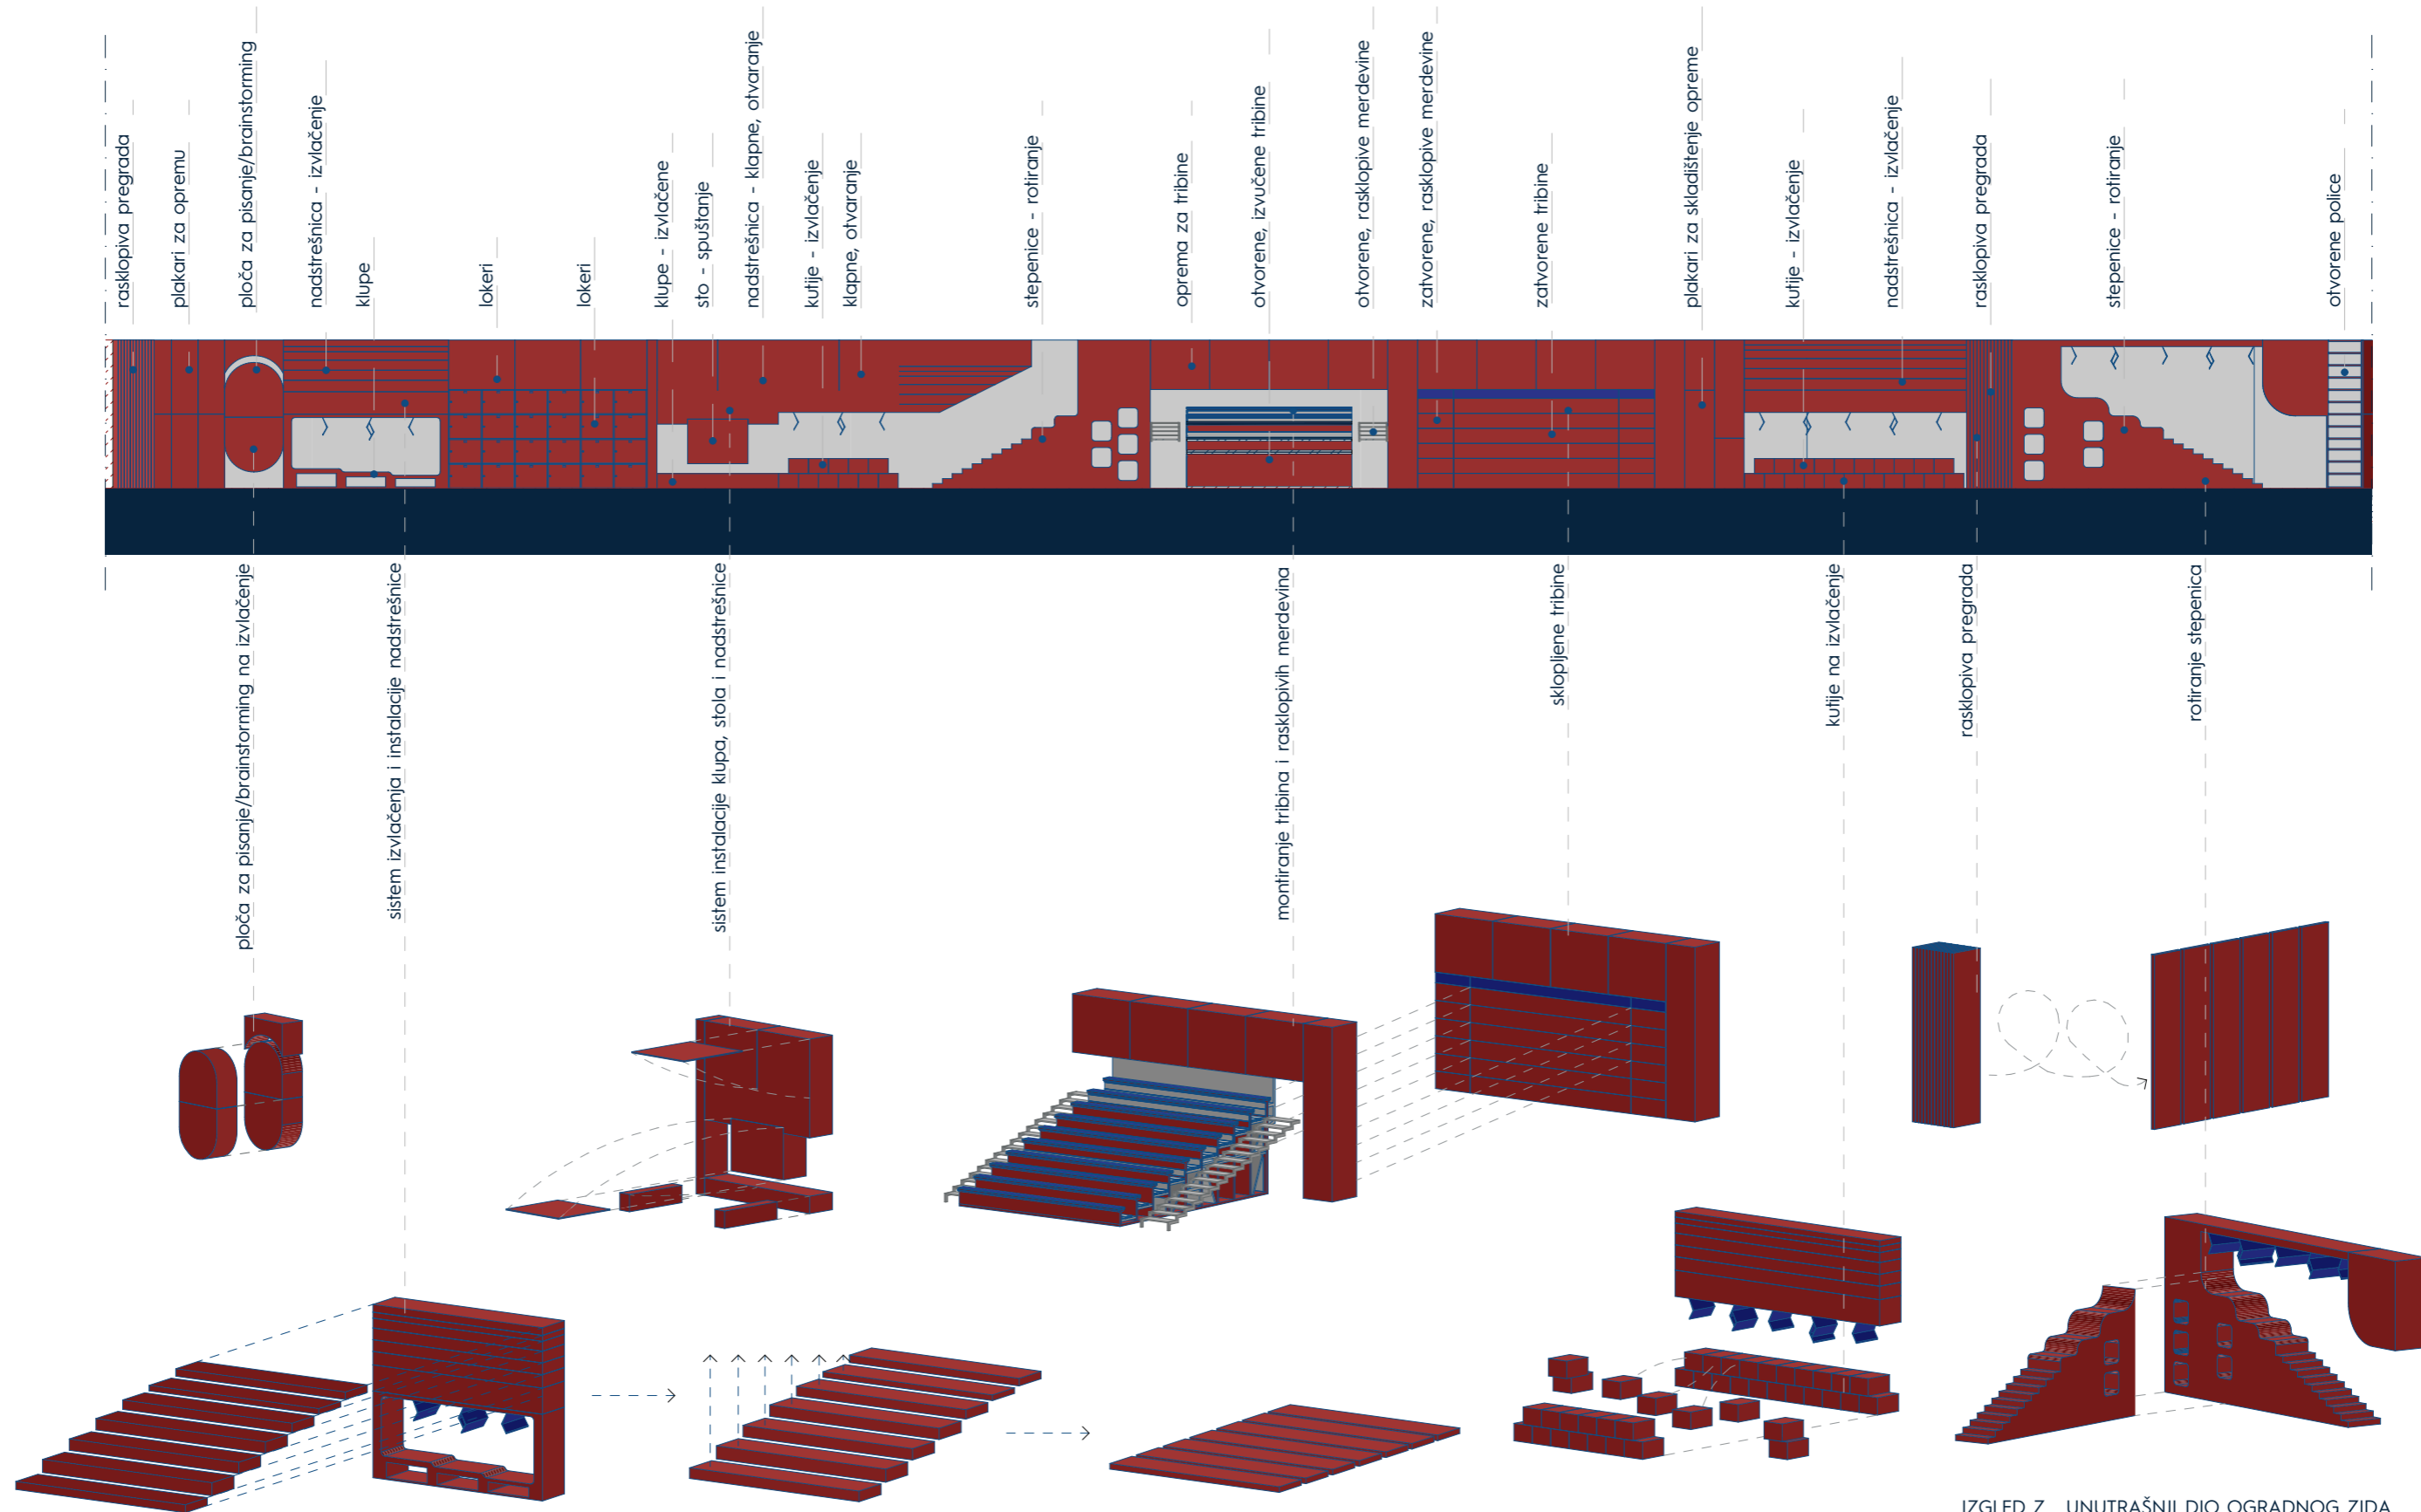 rasklopiva pregrada
plakari za opremu
ploča za pisanje/brainstorming
nadstrešnica - izvlačenje
klupe
lokeri
lokeri
klupe - izvlačene
sto - spuštanje
nadstrešnica - klapne, otvaranje
kutije - izvlačenje
klapne, otvaranje
stepenice - rotiranje
oprema za tribine
otvorene, izvučene tribine
otvorene, rasklopive merdevine
zatvorene, rasklopive merdevine
zatvorene tribine
plakari za skladištenje opreme
kutije - izvlačenje
nadstrešnica - izvlačenje
rasklopiva pregrada
stepenice - rotiranje
otvorene police
ploča za pisanje/brainstorming na izvlačenje
sistem izvlačenja i instalacije nadstrešnice
sistem instalacije klupa, stola i nadstrešnice
montiranje tribina i rasklopivih merdevina
sklopljene tribine
kutije na izvlačenje
rasklopiva pregrada
rotiranje stepenica
IZGLED 7_ UNUTRAŠNJI DIO OGRADNOG ZIDA